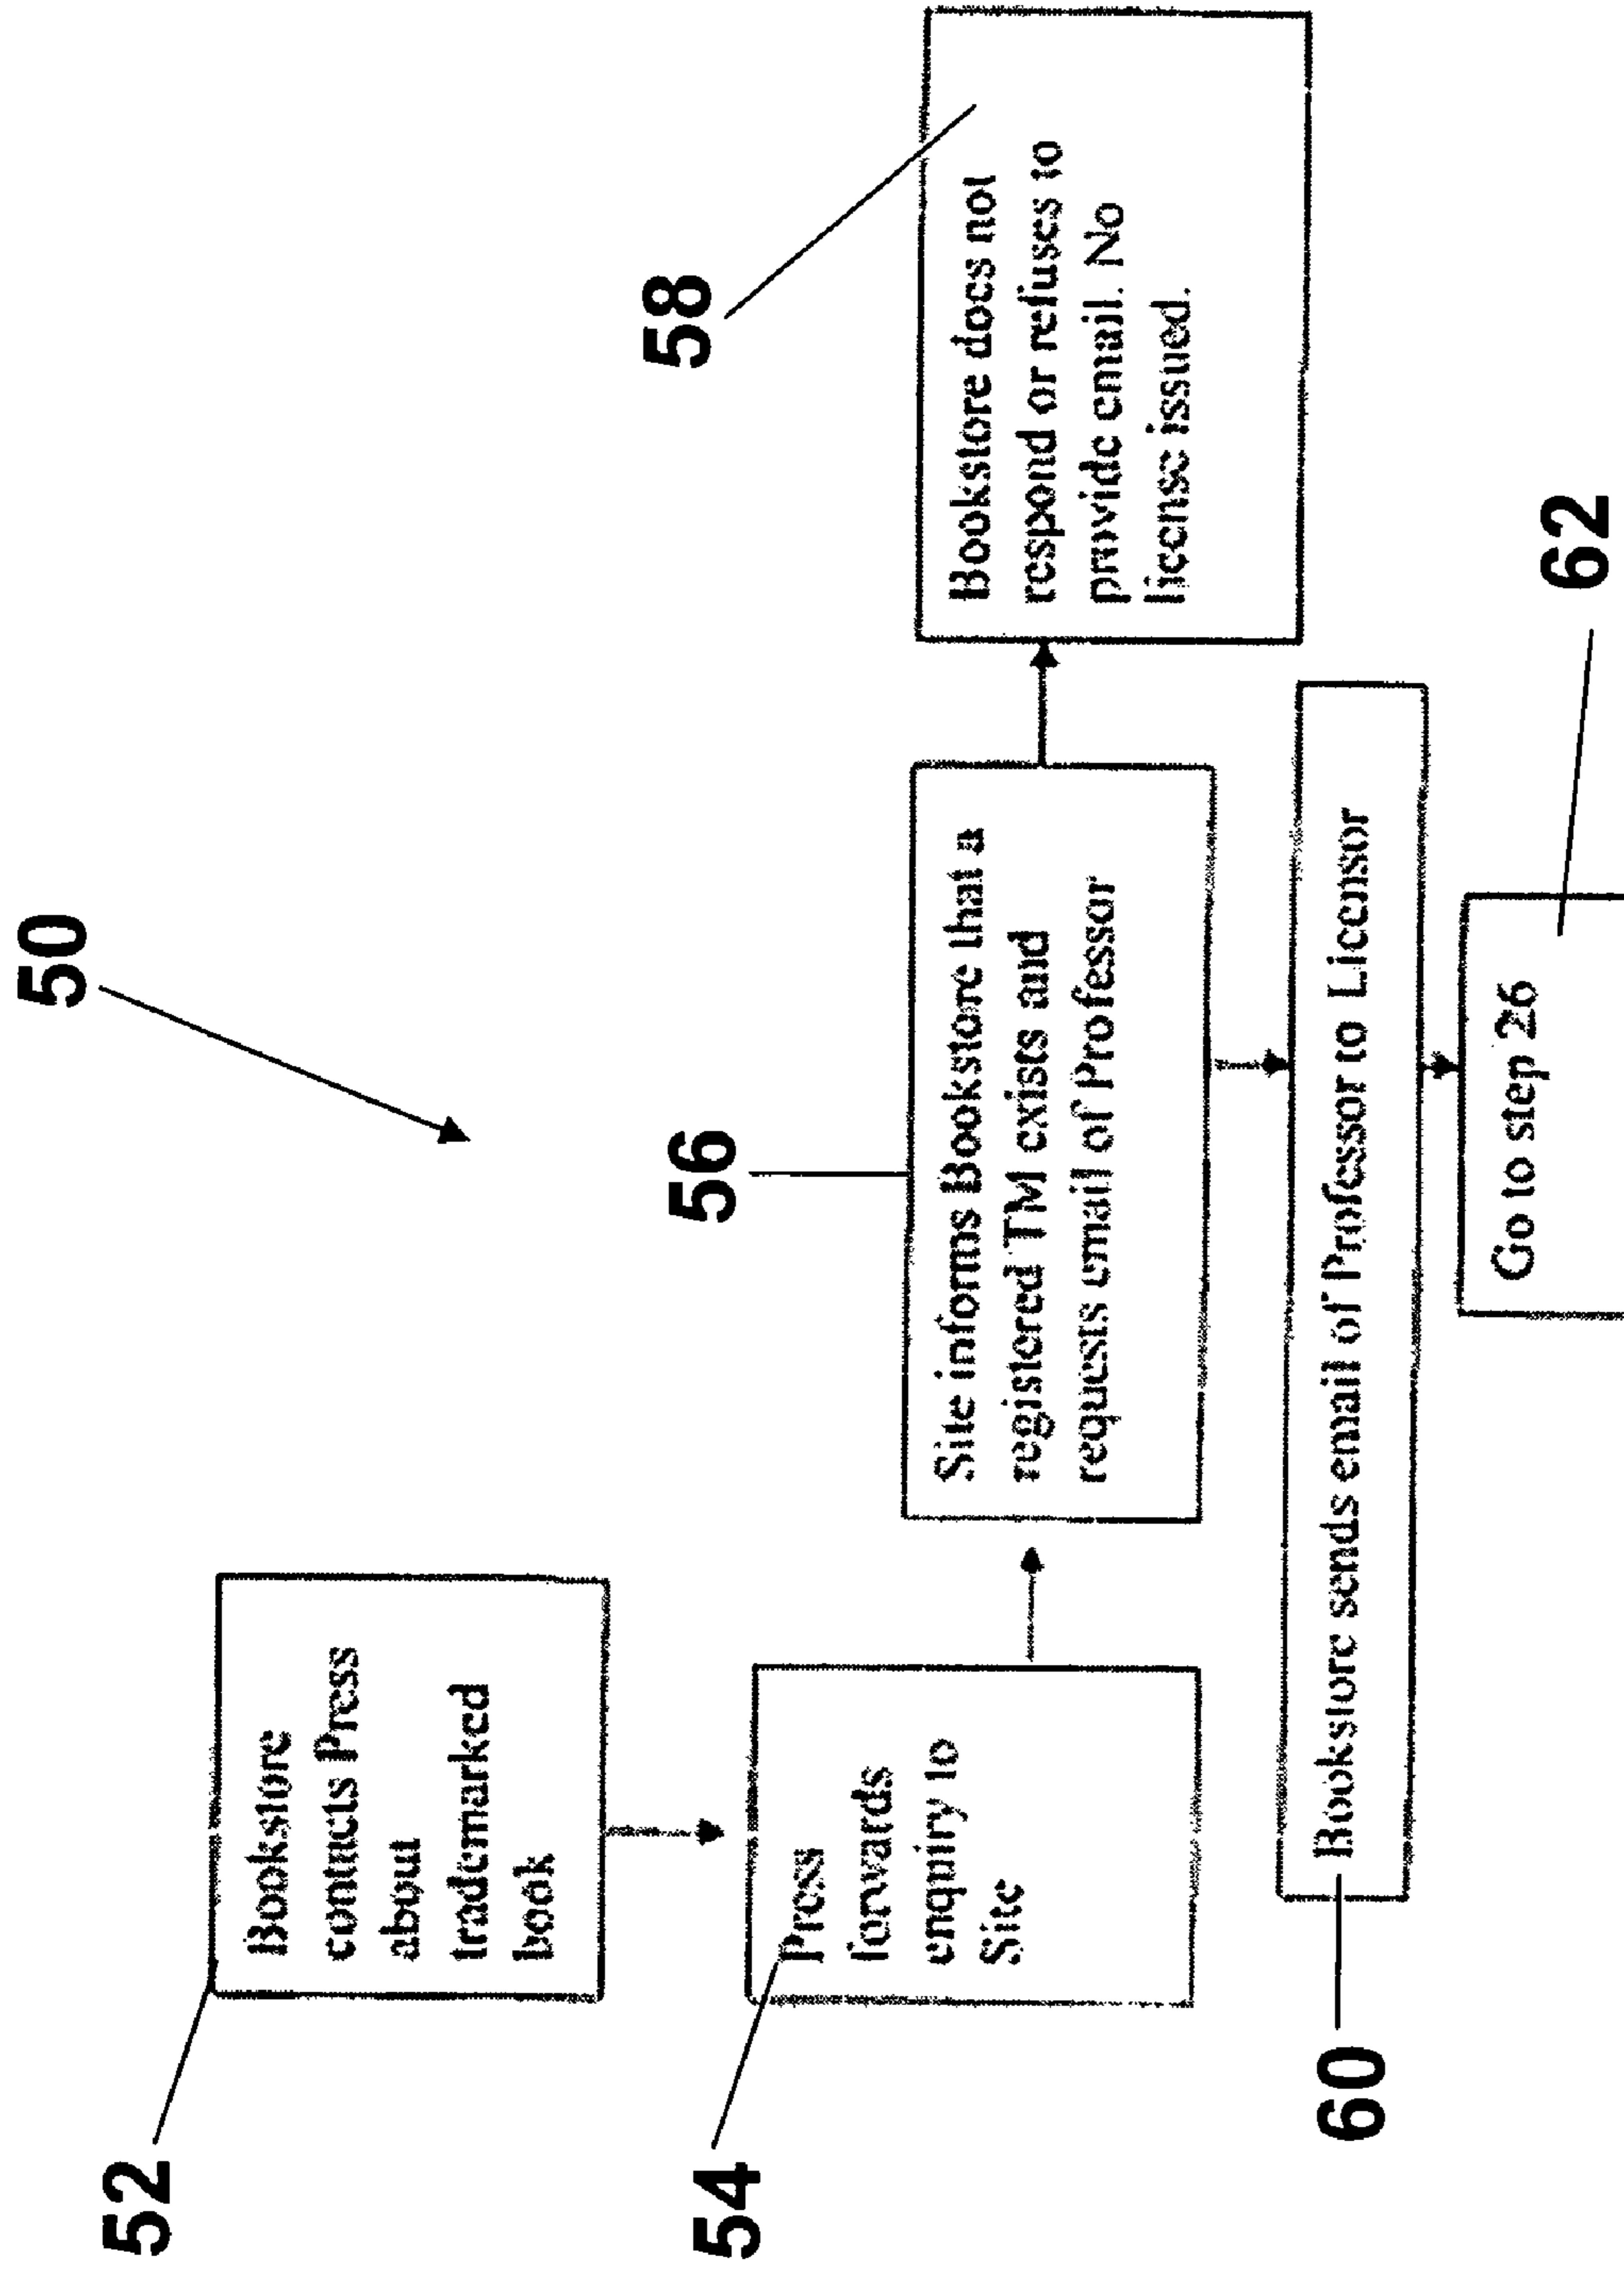 50
52
Bookstore
contacts Press
about
trademarked
book
54
Press
forwards
enquiry to
Site
56
Site informs Bookstore that a
registered TM exists and
requests email of Professor
58
Bookstore does not
respond or refuses to
provide email. No
license issued.
60
Bookstore sends email of Professor to Licensor
62
Go to step 26